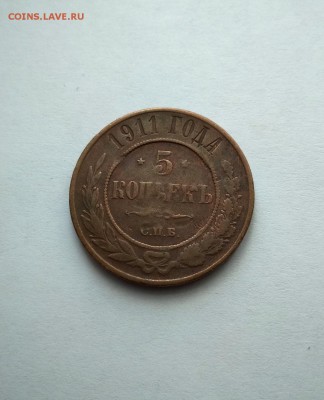 COINS.LAVE.RU
1911 ГОДА
* 5 *
КОПѢЕКЪ
С.П.Б.